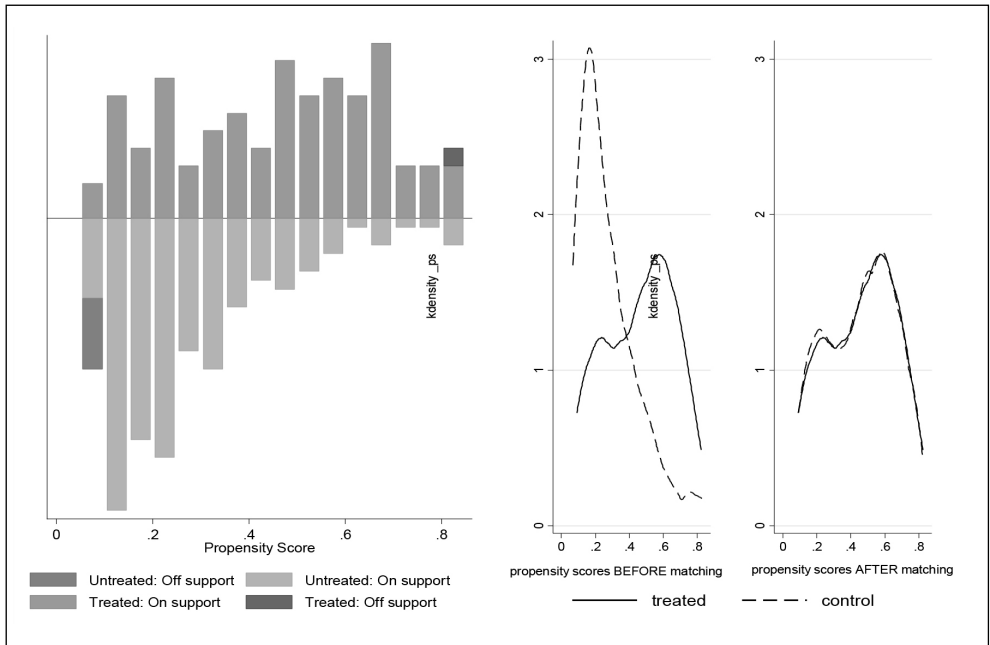 0 .2 .4 .6 .8
Propensity Score
Untreated: Off support Untreated: On support
Treated: On support Treated: Off support
kdensity _ps
3
2
1
0
0 .2 .4 .6 .8
propensity scores BEFORE matching
kdensity _ps
3
2
1
0
0 .2 .4 .6 .8
propensity scores AFTER matching
treated control